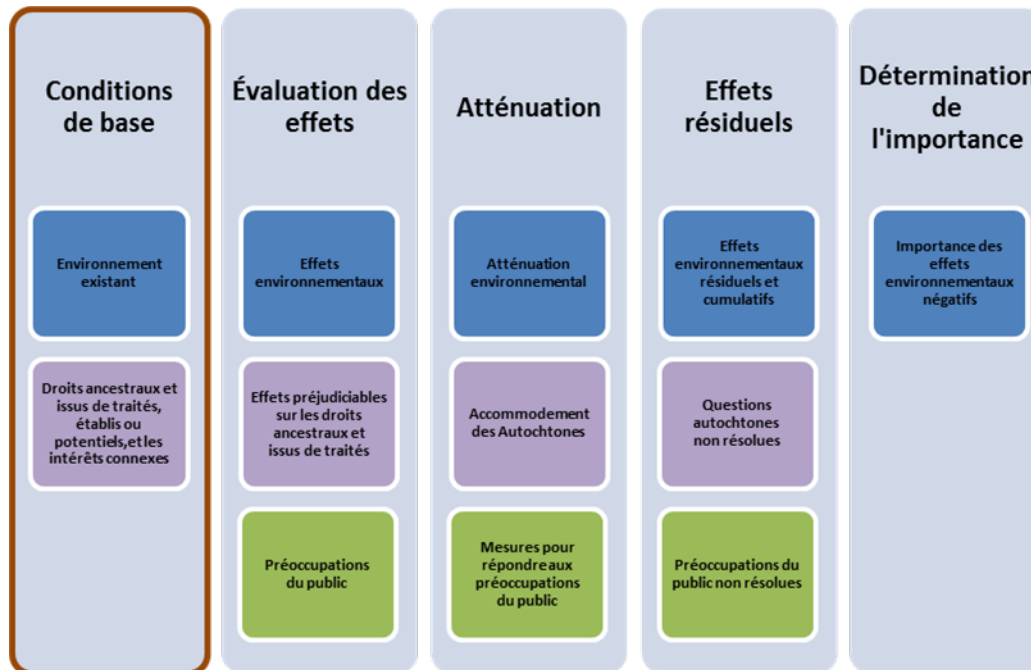 Conditions
de base
Environnement
existant
Droits ancestraux et
issus de traités,
établis ou
potentiels,et les
intérêts connexes
Évaluation des
effets
Effets
environnementaux
Effets préjudiciables
sur les droits
ancestraux et
issus de traités
Préoccupations
du public
Atténuation
Atténuation
environnemental
Accommodement
des Autochtones
Mesures pour
répondre aux
préoccupations
du public
Effets
résiduels
Effets
environnementaux
résiduels et
cumulatifs
Questions
autochtones
non résolues
Préoccupations du
public non résolues
Détermination
de
l'importance
Importance des
effets
environnementaux
négatifs